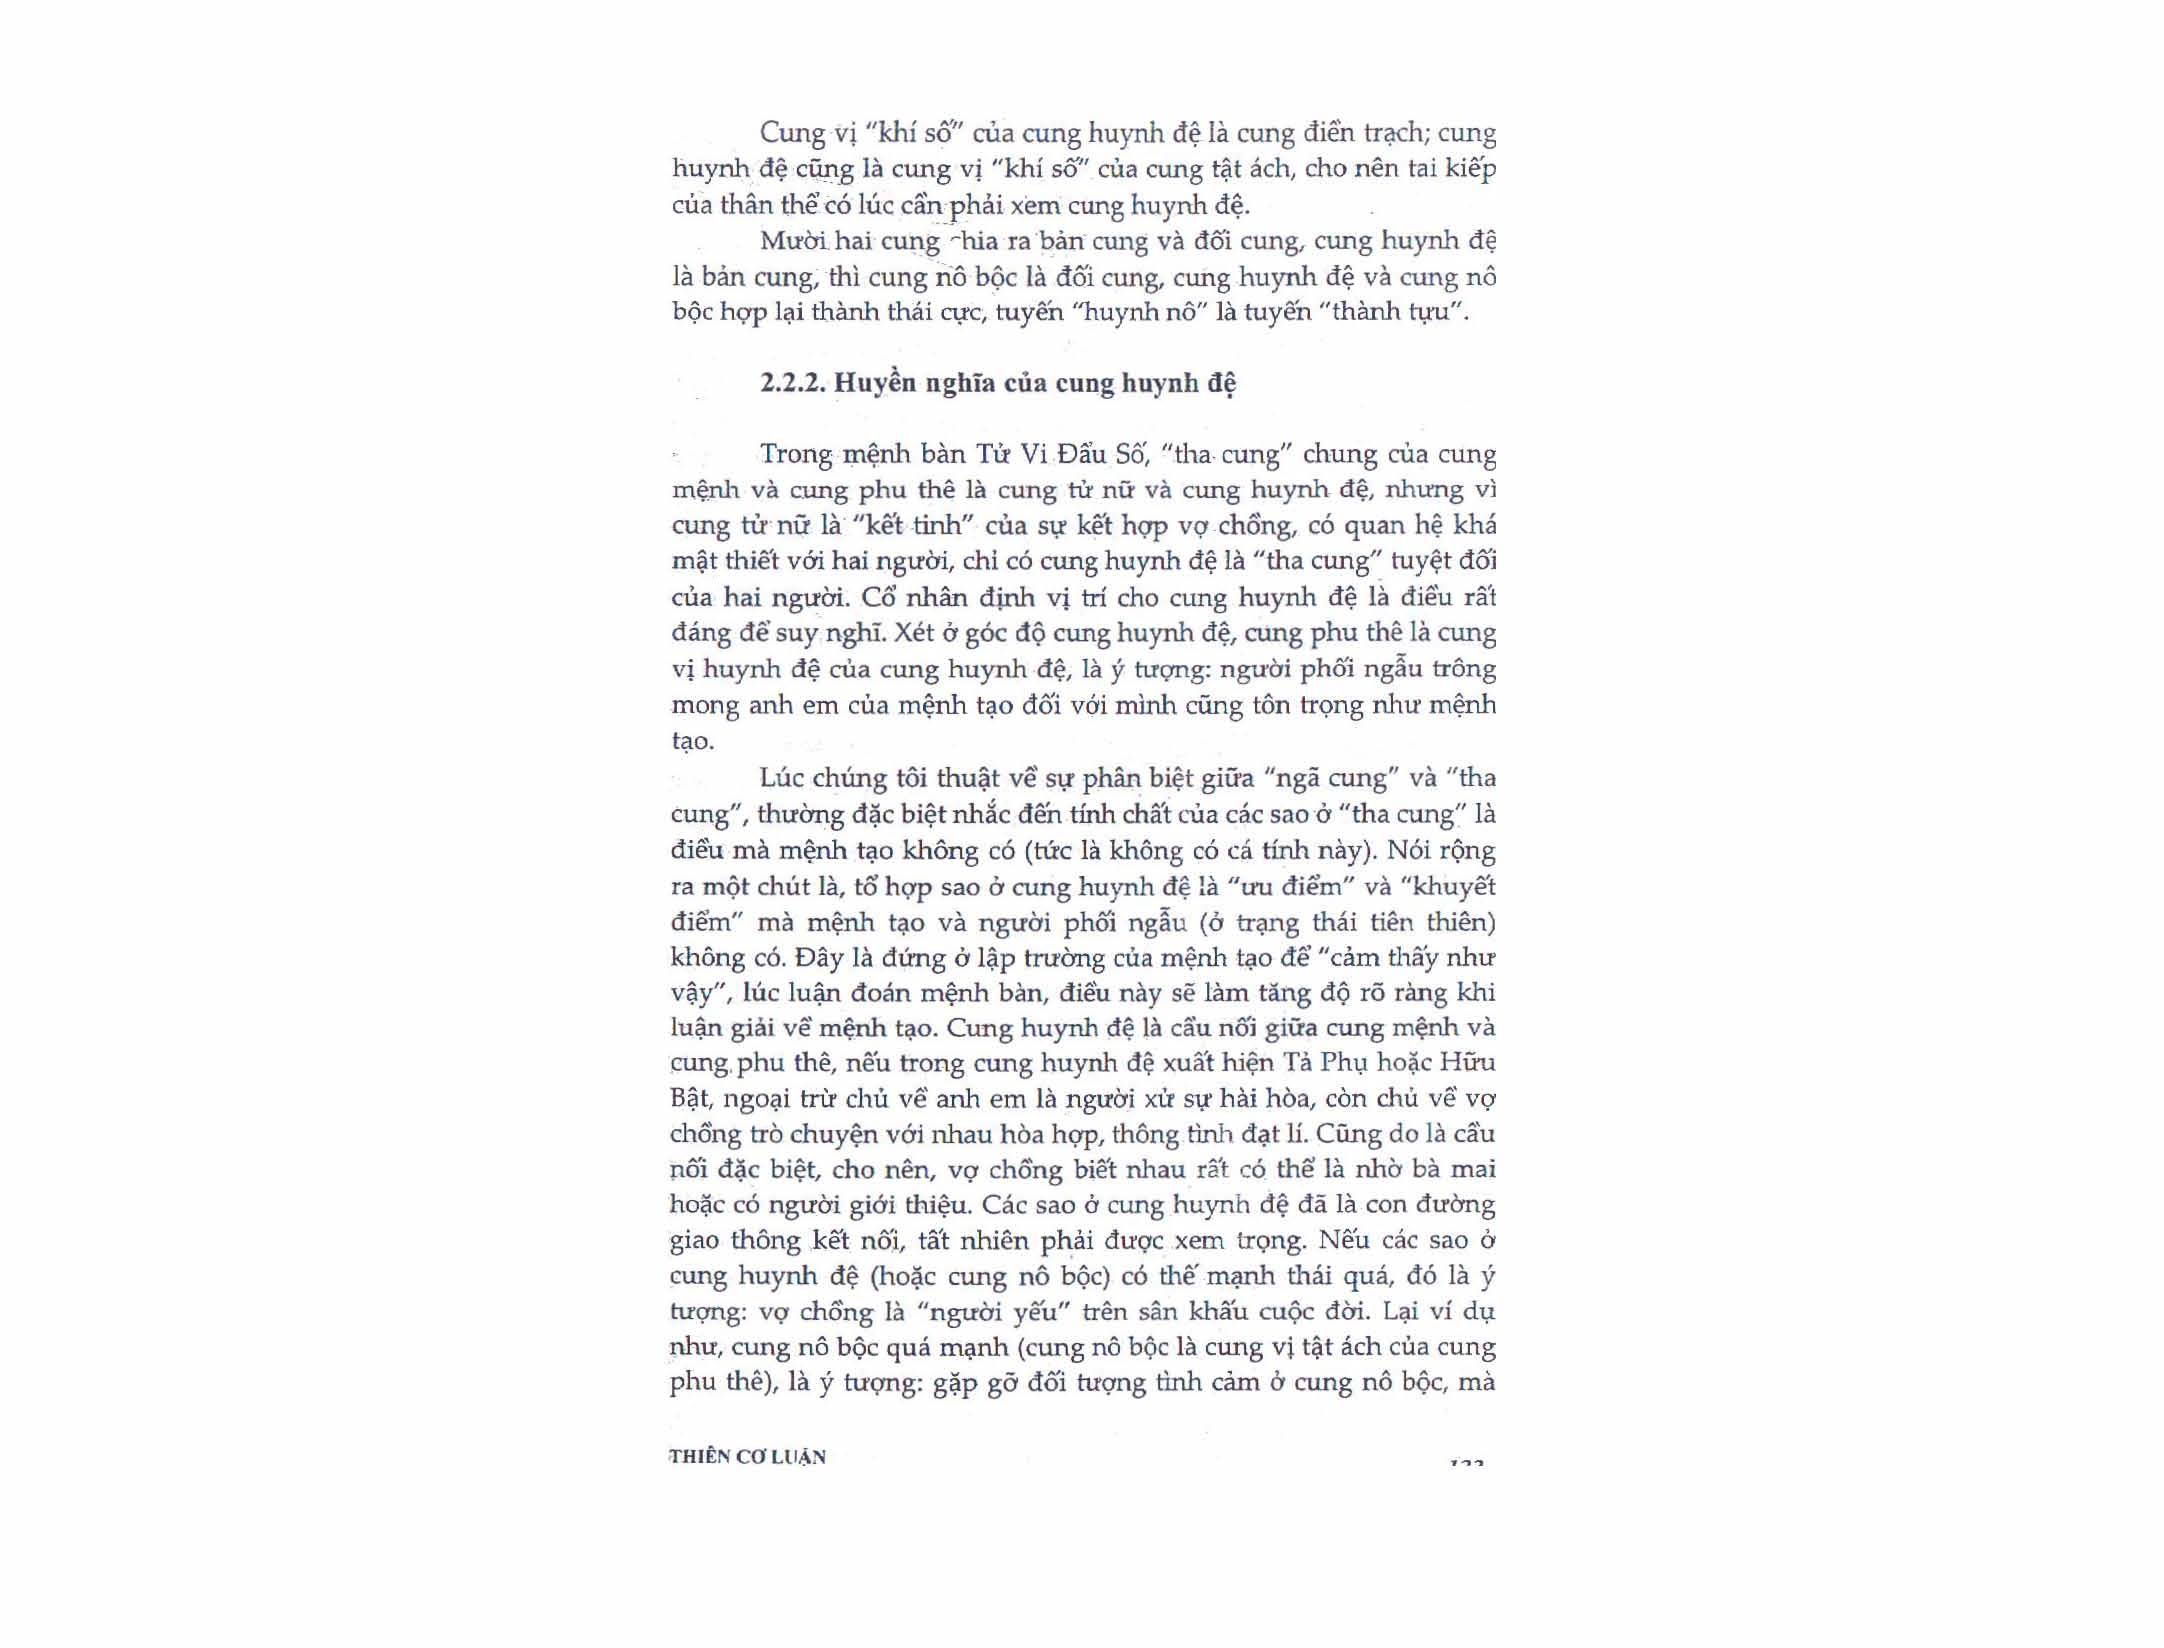 Cung vị "khí số" của cung huynh đệ là cung điền trạch; cung
huynh đệ cũng là cung vị "khí số" của cung tật ách, cho nên tai kiếp
của thân thể có lúc cần phải xem cung huynh đệ.
Mười hai cung chia ra bản cung và đối cung, cung huynh đệ
là bản cung, thì cung nô bộc là đối cung, cung huynh đệ và cung nô
bộc hợp lại thành thái cực, tuyến "huynh nô" là tuyến "thành tựu".
2.2.2. Huyền nghĩa của cung huynh đệ
Trong mệnh bàn Tử Vi Đẩu Số, "tha cung" chung của cung
mệnh và cung phu thê là cung tử nữ và cung huynh đệ, nhưng vì
cung tử nữ là "kết tinh" của sự kết hợp vợ chồng, có quan hệ khá
mật thiết với hai người, chỉ có cung huynh đệ là "tha cung" tuyệt đối
của hai người. Cổ nhân định vị trí cho cung huynh đệ là điều rất
đáng để suy nghĩ. Xét ở góc độ cung huynh đệ, cung phu thê là cung
vị huynh đệ của cung huynh đệ, là ý tượng: người phối ngẫu trông
mong anh em của mệnh tạo đối với mình cũng tôn trọng như mệnh
tạo.
Lúc chúng tôi thuật về sự phân biệt giữa "ngã cung" và "tha
cung", thường đặc biệt nhắc đến tính chất của các sao ở "tha cung" là
điều mà mệnh tạo không có (tức là không có cá tính này). Nói rộng
ra một chút là, tổ hợp sao ở cung huynh đệ là "ưu điểm" và "khuyết
điểm" mà mệnh tạo và người phối ngẫu (ở trạng thái tiên thiên)
không có. Đây là đứng ở lập trường của mệnh tạo để "cảm thấy như
vậy", lúc luận đoán mệnh bàn, điều này sẽ làm tăng độ rõ ràng khi
luận giải về mệnh tạo. Cung huynh đệ là cầu nối giữa cung mệnh và
cung phu thê, nếu trong cung huynh đệ xuất hiện Tả Phụ hoặc Hữu
Bật, ngoại trừ chủ về anh em là người xử sự hài hòa, còn chủ về vợ
chồng trò chuyện với nhau hòa hợp, thông tình đạt lí. Cũng do là cầu
nối đặc biệt, cho nên, vợ chồng biết nhau rất có thể là nhờ bà mai
hoặc có người giới thiệu. Các sao ở cung huynh đệ đã là con đường
giao thông kết nối, tất nhiên phải được xem trọng. Nếu các sao ở
cung huynh đệ (hoặc cung nô bộc) có thế mạnh thái quá, đó là ý
tượng: vợ chồng là "người yếu" trên sân khấu cuộc đời. Lại ví dụ
như, cung nô bộc quá mạnh (cung nô bộc là cung vị tật ách của cung
phu thê), là ý tượng: gặp gỡ đối tượng tình cảm ở cung nô bộc, mà
THIÊN CƠ LUẬN